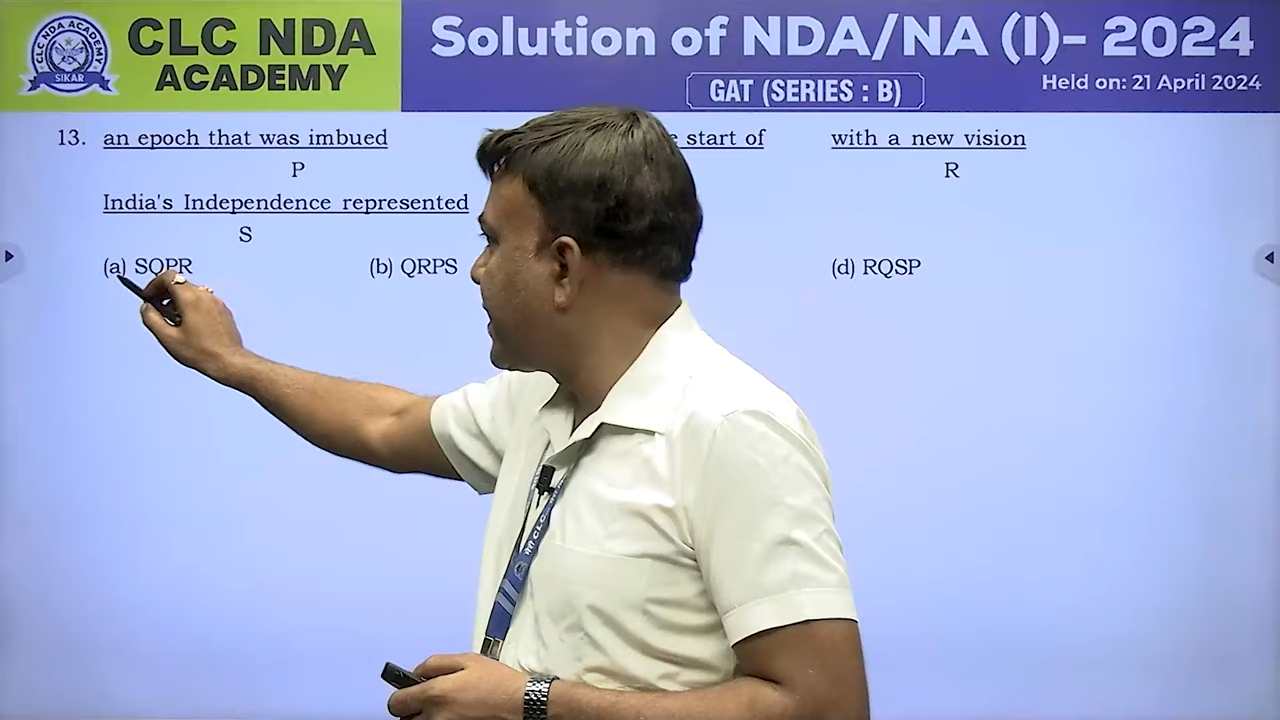 CLC NDA ACADEMY
SIKAR
CLC NDA
ACADEMY
Solution of NDA/NA (I)- 2024
GAT (SERIES : B)
Held on: 21 April 2024
13. an epoch that was imbued start of with a new vision
P R
India's Independence represented
S
(a) SQPR (b) QRPS (d) RQSP
CLC